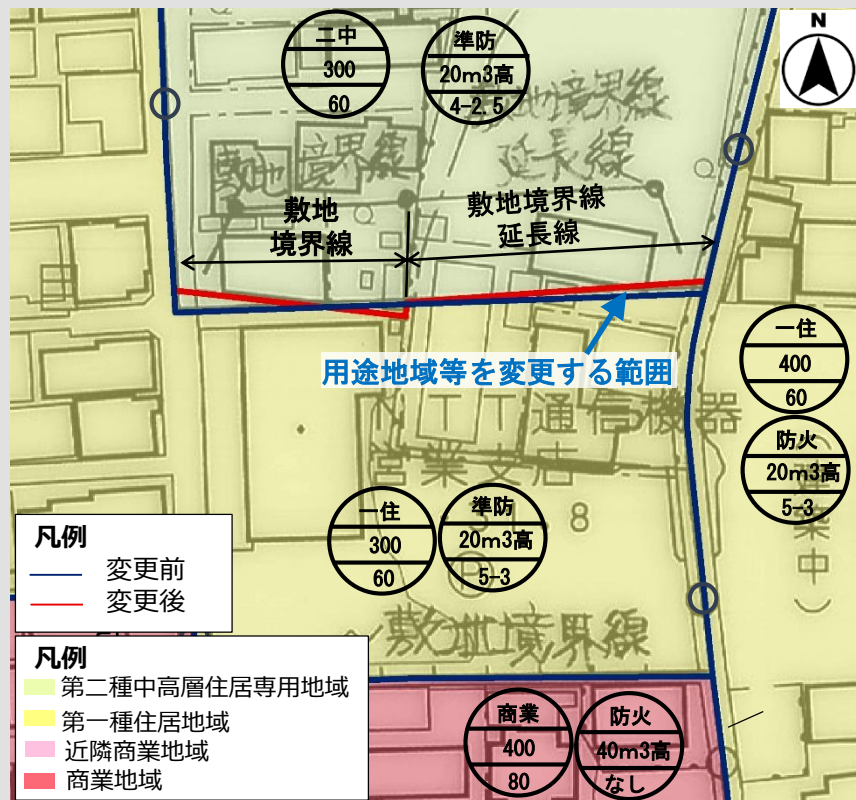 二中
300
60
準防
20m3高
4-2.5
N
敷地境界線
延長線
敷地境界線
敷地
境界線
敷地境界線
延長線
用途地域等を変更する範囲
一住
400
60
防火
20m3高
5-3
NTT通信機器
営業支店
(建築中)
一住
300
60
準防
20m3高
5-3
8
P
敷地境界線
凡例
変更前
変更後
凡例
第二種中高層住居専用地域
第一種住居地域
近隣商業地域
商業地域
商業
400
80
防火
40m3高
なし